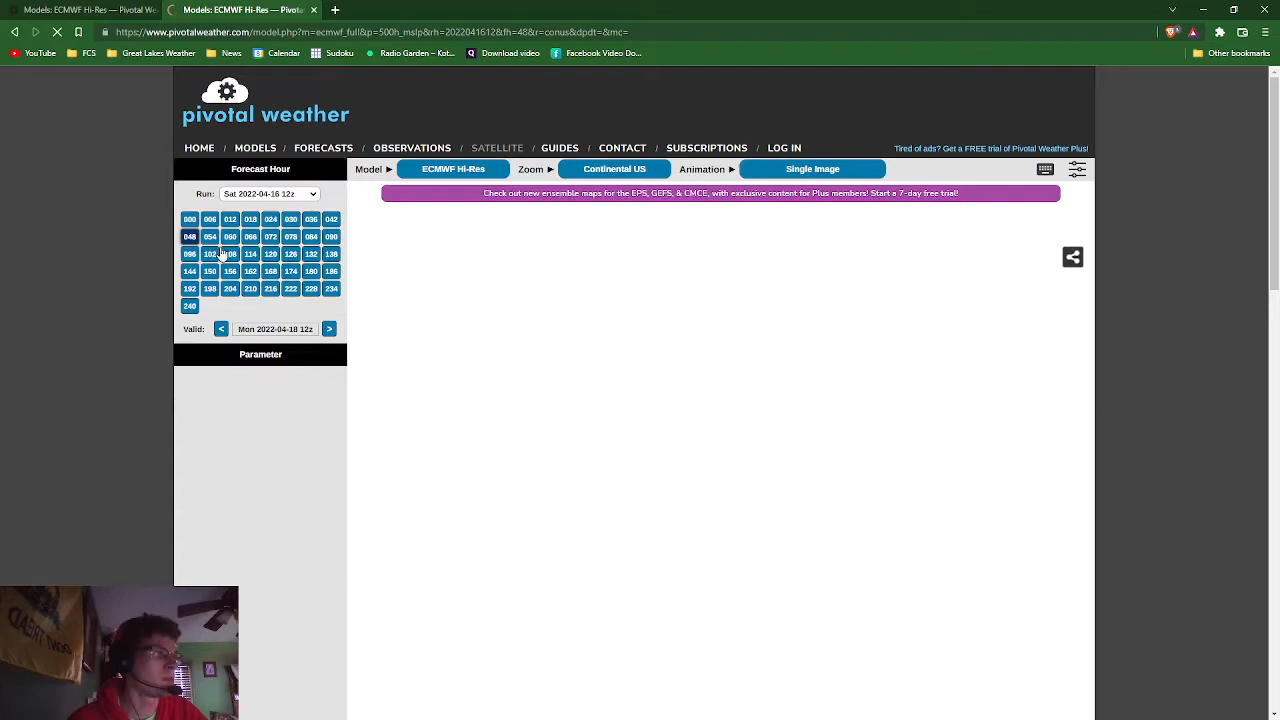 Models: ECMWF Hi-Res — Pivotal We
Models: ECMWF Hi-Res — Pivota
https://www.pivotalweather.com/model.php?m=ecmwf_full&p=500h_mslp&rh=2022041612&fh=48&r=conus&dpdt=&mc=
YouTube FCS Great Lakes Weather News Calendar Sudoku Radio Garden – Kot... Download video Facebook Video Do... Other bookmarks
pivotal weather
HOME / MODELS / FORECASTS / OBSERVATIONS / SATELLITE / GUIDES / CONTACT / SUBSCRIPTIONS / LOG IN
Tired of ads? Get a FREE trial of Pivotal Weather Plus!
Forecast Hour
Model ▶ ECMWF Hi-Res Zoom ▶ Continental US Animation ▶ Single Image
Run: Sat 2022-04-16 12z
Check out new ensemble maps for the EPS, GEFS, & CMCE, with exclusive content for Plus members! Start a 7-day free trial!
000 006 012 018 024 030 036 042
048 054 060 066 072 078 084 090
096 102 108 114 120 126 132 138
144 150 156 162 168 174 180 186
192 198 204 210 216 222 228 234
240
Valid: < Mon 2022-04-18 12z >
Parameter
DONT TREAD